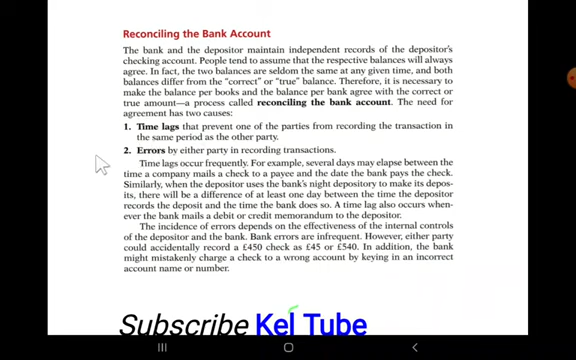 Reconciling the Bank Account
The bank and the depositor maintain independent records of the depositor's
checking account. People tend to assume that the respective balances will always
agree. In fact, the two balances are seldom the same at any given time, and both
balances differ from the "correct" or "true" balance. Therefore, it is necessary to
make the balance per books and the balance per bank agree with the correct or
true amount—a process called reconciling the bank account. The need for
agreement has two causes:
1. Time lags that prevent one of the parties from recording the transaction in
the same period as the other party.
2. Errors by either party in recording transactions.
Time lags occur frequently. For example, several days may elapse between the
time a company mails a check to a payee and the date the bank pays the check.
Similarly, when the depositor uses the bank's night depository to make its depos-
its, there will be a difference of at least one day between the time the depositor
records the deposit and the time the bank does so. A time lag also occurs when-
ever the bank mails a debit or credit memorandum to the depositor.
The incidence of errors depends on the effectiveness of the internal controls
of the depositor and the bank. Bank errors are infrequent. However, either party
could accidentally record a £450 check as £45 or £540. In addition, the bank
might mistakenly charge a check to a wrong account by keying in an incorrect
account name or number.
Subscribe Kel Tube